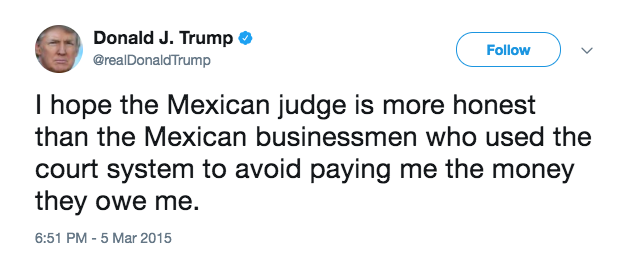 Donald J. Trump
@realDonaldTrump
Follow
I hope the Mexican judge is more honest
than the Mexican businessmen who used the
court system to avoid paying me the money
they owe me.
6:51 PM - 5 Mar 2015